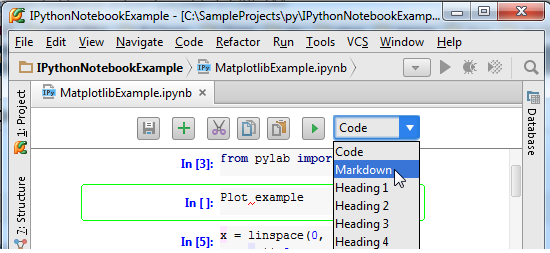 IPythonNotebookExample - [C:\SampleProjects\py\IPythonNotebookExamp...
File Edit View Navigate Code Refactor Run Tools VCS Window Help
IPythonNotebookExample MatplotlibExample.ipynb
MatplotlibExample.ipynb
1: Project
7: Structure
Database
Code
Code
Markdown
Heading 1
Heading 2
Heading 3
Heading 4
In [3]: from pylab impor
In [ ]: Plot example
In [5]: x = linspace(0,